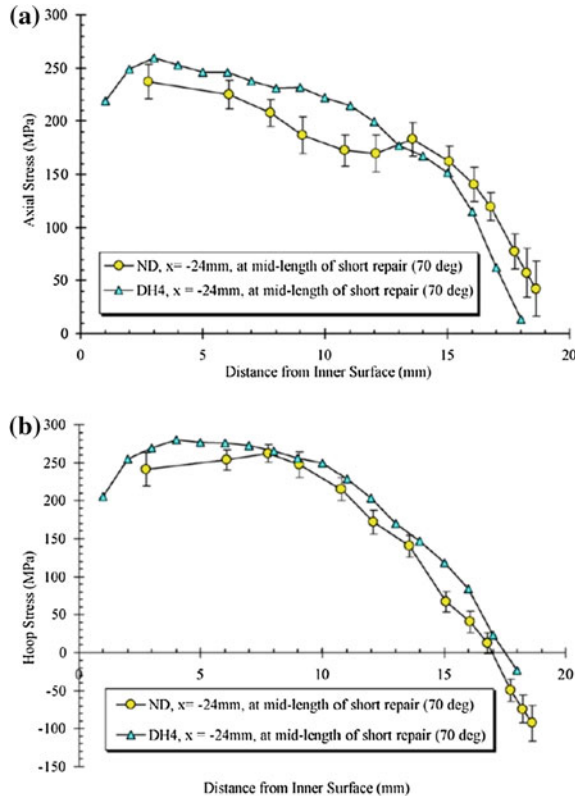 (a)
300
250
200
150
100
50
0
Axial Stress (MPa)
ND, x= -24mm, at mid-length of short repair (70 deg)
DH4, x = -24mm, at mid-length of short repair (70 deg)
0 5 10 15 20
Distance from Inner Surface (mm)
(b)
300
250
200
150
100
50
0
-50
-100
-150
Hoop Stress (MPa)
0 5 10 15 20
ND, x= -24mm, at mid-length of short repair (70 deg)
DH4, x = -24mm, at mid-length of short repair (70 deg)
Distance from Inner Surface (mm)